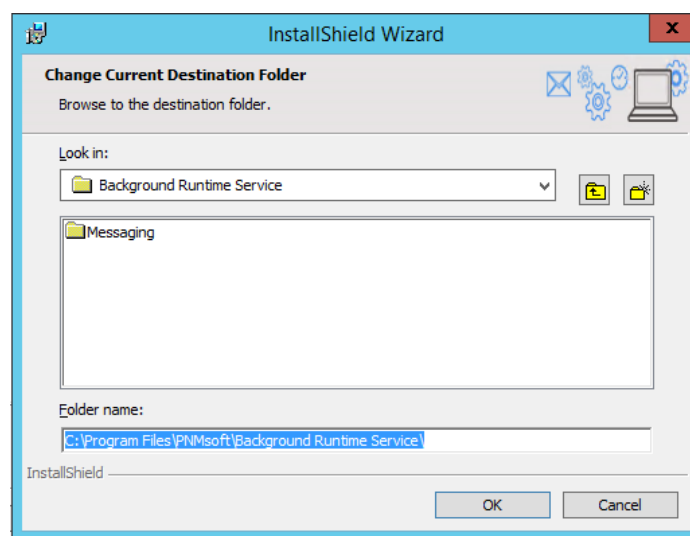 InstallShield Wizard
x
Change Current Destination Folder
Browse to the destination folder.
Look in:
Background Runtime Service
Messaging
Folder name:
C:\Program Files\PNMsoft\Background Runtime Service\
InstallShield
OK Cancel